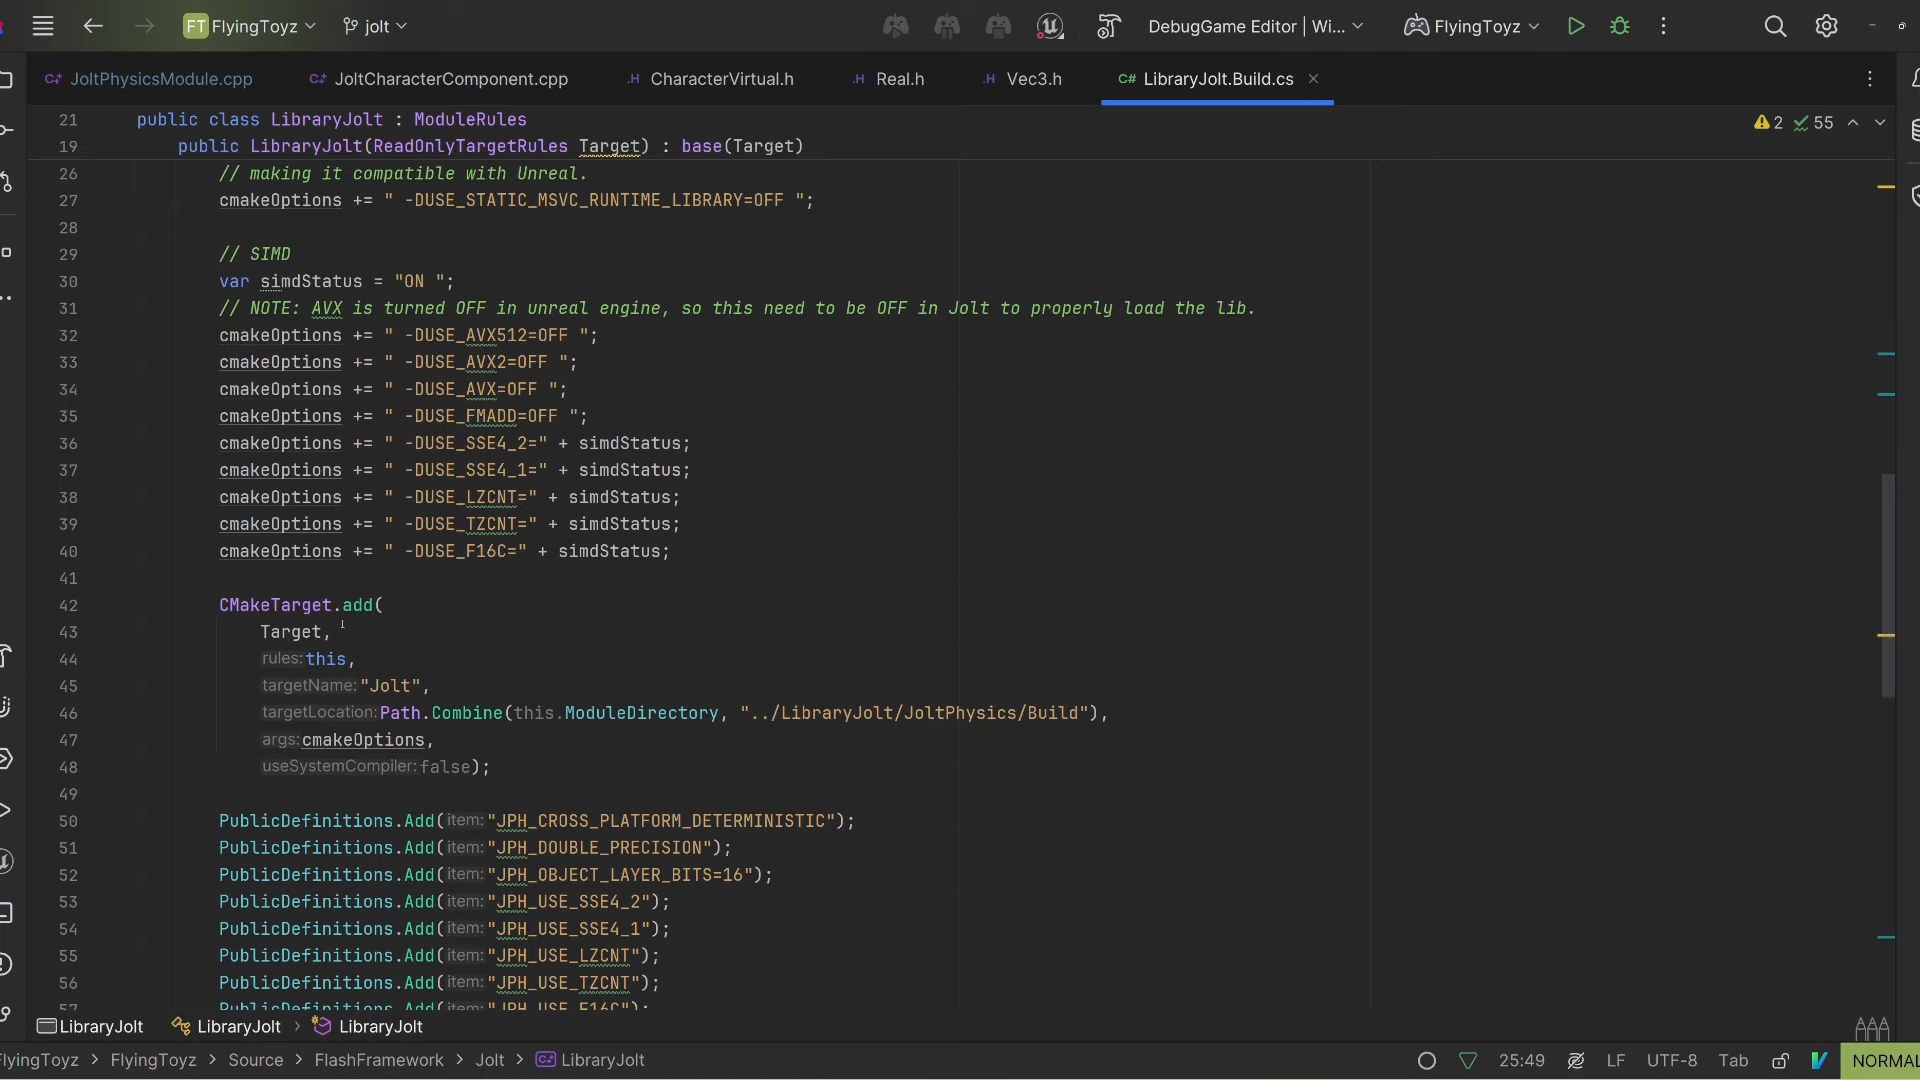 FT FlyingToyz jolt DebugGame Editor | Wi... FlyingToyz
JoltPhysicsModule.cpp JoltCharacterComponent.cpp CharacterVirtual.h Real.h Vec3.h LibraryJolt.Build.cs
21 public class LibraryJolt : ModuleRules 2 55
19 public LibraryJolt(ReadOnlyTargetRules Target) : base(Target)
26 // making it compatible with Unreal.
27 cmakeOptions += " -DUSE_STATIC_MSVC_RUNTIME_LIBRARY=OFF ";
28
29 // SIMD
30 var simdStatus = "ON ";
31 // NOTE: AVX is turned OFF in unreal engine, so this need to be OFF in Jolt to properly load the lib.
32 cmakeOptions += " -DUSE_AVX512=OFF ";
33 cmakeOptions += " -DUSE_AVX2=OFF ";
34 cmakeOptions += " -DUSE_AVX=OFF ";
35 cmakeOptions += " -DUSE_FMADD=OFF ";
36 cmakeOptions += " -DUSE_SSE4_2=" + simdStatus;
37 cmakeOptions += " -DUSE_SSE4_1=" + simdStatus;
38 cmakeOptions += " -DUSE_LZCNT=" + simdStatus;
39 cmakeOptions += " -DUSE_TZCNT=" + simdStatus;
40 cmakeOptions += " -DUSE_F16C=" + simdStatus;
41
42 CMakeTarget.add(
43 Target,
44 rules: this,
45 targetName: "Jolt",
46 targetLocation: Path.Combine(this.ModuleDirectory, "../LibraryJolt/JoltPhysics/Build"),
47 args: cmakeOptions,
48 useSystemCompiler: false);
49
50 PublicDefinitions.Add(item: "JPH_CROSS_PLATFORM_DETERMINISTIC");
51 PublicDefinitions.Add(item: "JPH_DOUBLE_PRECISION");
52 PublicDefinitions.Add(item: "JPH_OBJECT_LAYER_BITS=16");
53 PublicDefinitions.Add(item: "JPH_USE_SSE4_2");
54 PublicDefinitions.Add(item: "JPH_USE_SSE4_1");
55 PublicDefinitions.Add(item: "JPH_USE_LZCNT");
56 PublicDefinitions.Add(item: "JPH_USE_TZCNT");
57 PublicDefinitions.Add(item: "JPH_USE_F16C");
LibraryJolt LibraryJolt › LibraryJolt
FlyingToyz > FlyingToyz > Source > FlashFramework > Jolt > LibraryJolt 25:49 LF UTF-8 Tab NORMAL